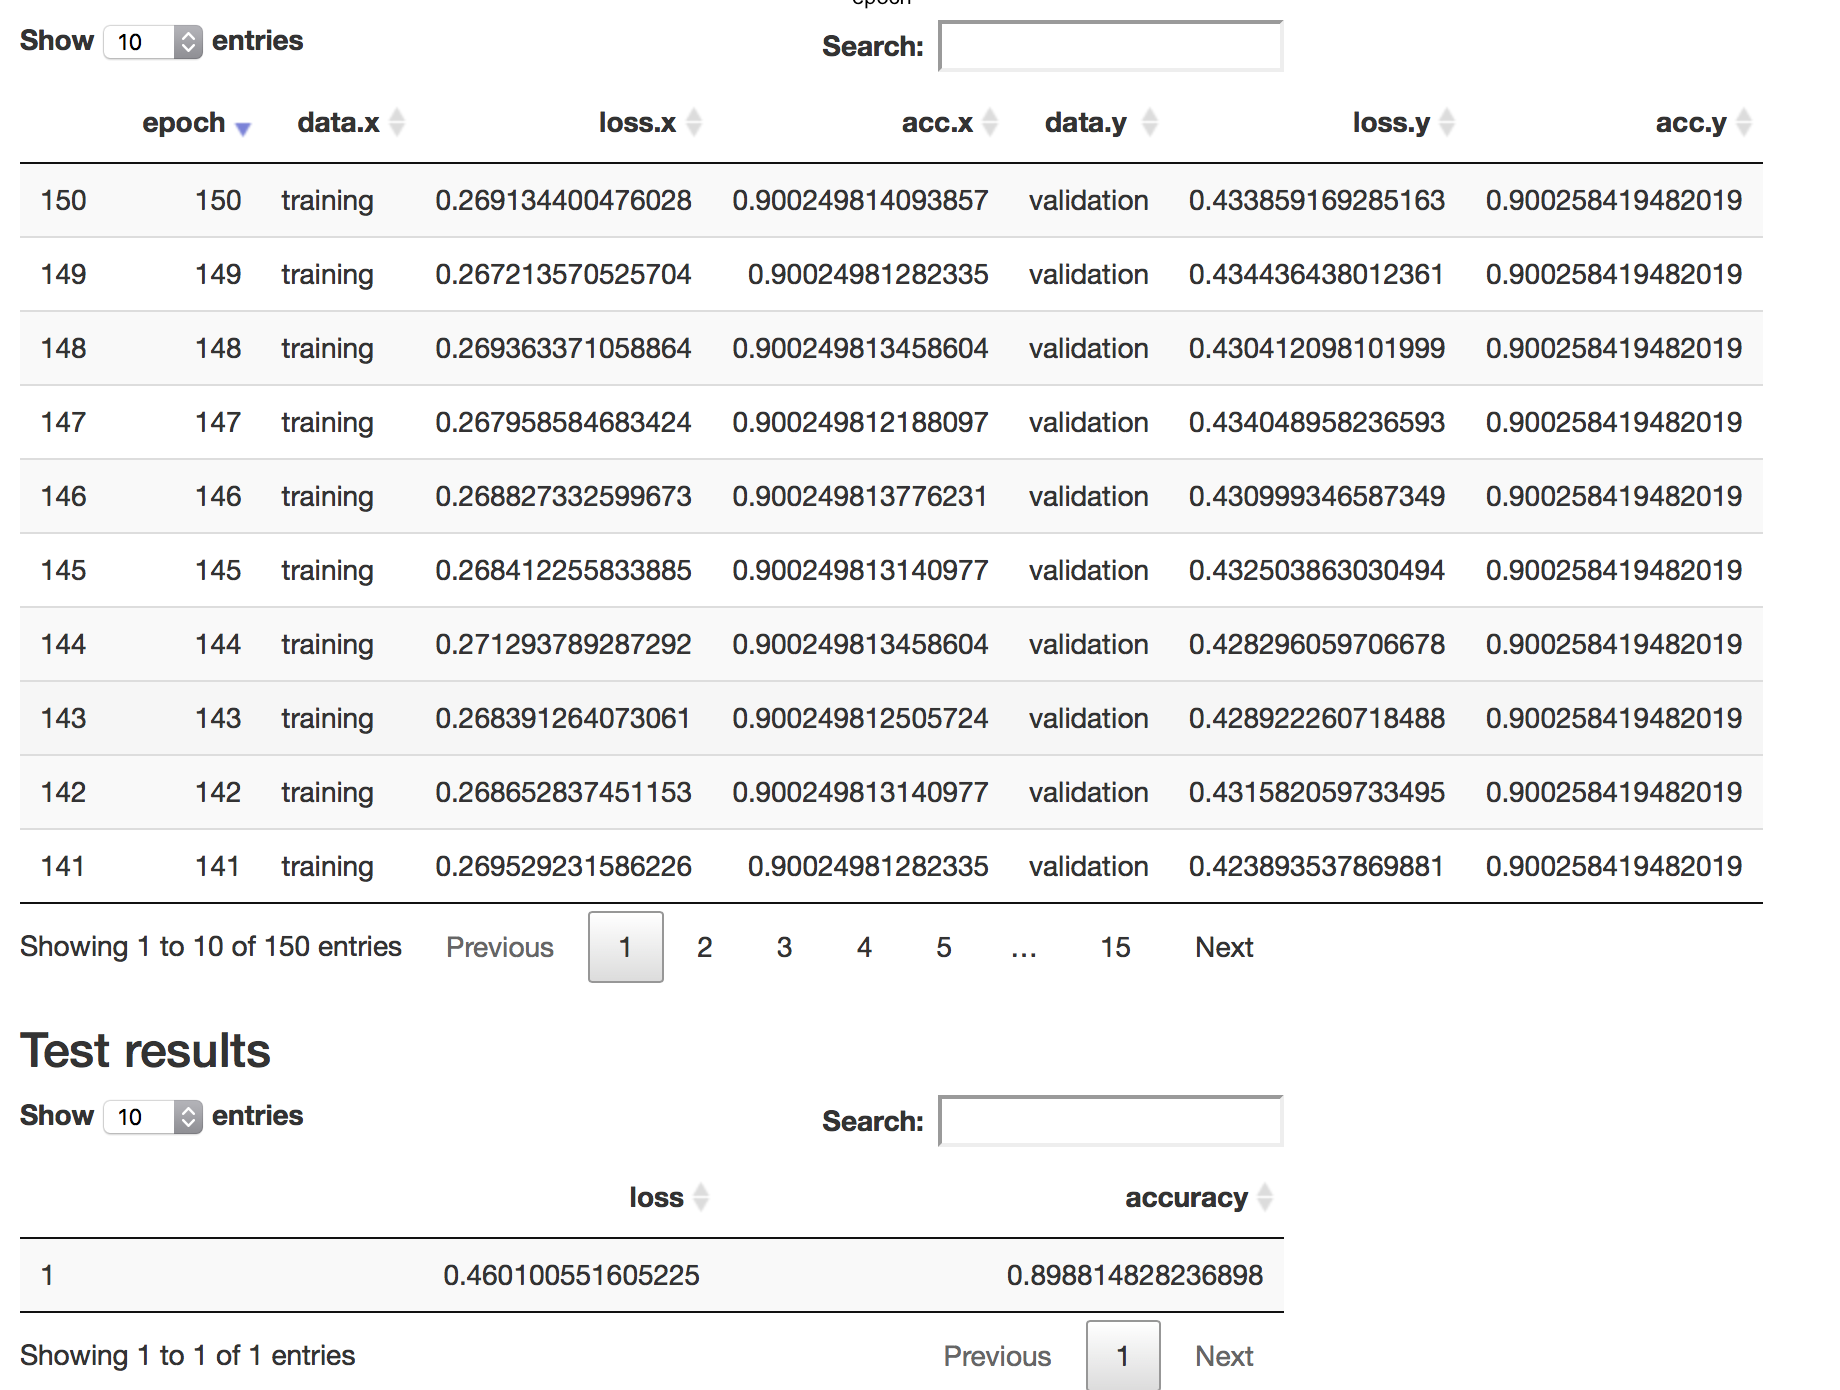 epoch
Show 10 entries Search:
epoch data.x loss.x acc.x data.y loss.y acc.y
150 150 training 0.269134400476028 0.900249814093857 validation 0.433859169285163 0.900258419482019
149 149 training 0.267213570525704 0.90024981282335 validation 0.434436438012361 0.900258419482019
148 148 training 0.269363371058864 0.900249813458604 validation 0.430412098101999 0.900258419482019
147 147 training 0.267958584683424 0.900249812188097 validation 0.434048958236593 0.900258419482019
146 146 training 0.268827332599673 0.900249813776231 validation 0.430999346587349 0.900258419482019
145 145 training 0.268412255833885 0.900249813140977 validation 0.432503863030494 0.900258419482019
144 144 training 0.271293789287292 0.900249813458604 validation 0.428296059706678 0.900258419482019
143 143 training 0.268391264073061 0.900249812505724 validation 0.428922260718488 0.900258419482019
142 142 training 0.268652837451153 0.900249813140977 validation 0.431582059733495 0.900258419482019
141 141 training 0.269529231586226 0.90024981282335 validation 0.423893537869881 0.900258419482019
Showing 1 to 10 of 150 entries Previous 1 2 3 4 5 … 15 Next
Test results
Show 10 entries Search:
loss accuracy
1 0.460100551605225 0.898814828236898
Showing 1 to 1 of 1 entries Previous 1 Next